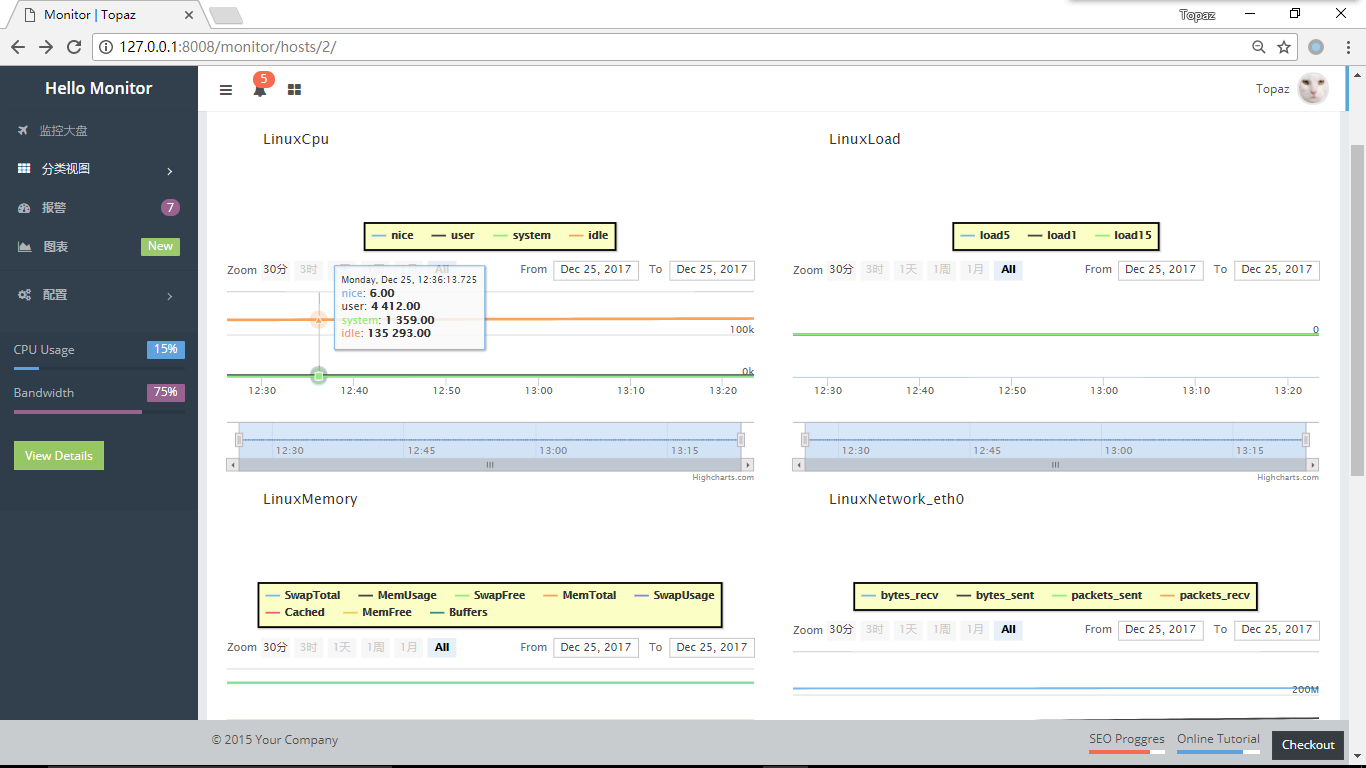 Monitor | Topaz
Topaz
127.0.0.1:8008/monitor/hosts/2/
Hello Monitor
5
Topaz
监控大盘
分类视图
报警 7
图表 New
配置
CPU Usage 15%
Bandwidth 75%
View Details
LinuxCpu
nice user system idle
Zoom 30分 3时 All From Dec 25, 2017 To Dec 25, 2017
Monday, Dec 25, 12:36:13.725
nice: 6.00
user: 4 412.00
system: 1 359.00
idle: 135 293.00
100k
0k
12:30 12:40 12:50 13:00 13:10 13:20
12:30 12:45 13:00 13:15
Highcharts.com
LinuxLoad
load5 load1 load15
Zoom 30分 3时 1天 1周 1月 All From Dec 25, 2017 To Dec 25, 2017
0
12:30 12:40 12:50 13:00 13:10 13:20
12:30 12:45 13:00 13:15
Highcharts.com
LinuxMemory
SwapTotal MemUsage SwapFree MemTotal SwapUsage
Cached MemFree Buffers
Zoom 30分 3时 1天 1周 1月 All From Dec 25, 2017 To Dec 25, 2017
LinuxNetwork_eth0
bytes_recv bytes_sent packets_sent packets_recv
Zoom 30分 3时 1天 1周 1月 All From Dec 25, 2017 To Dec 25, 2017
200M
© 2015 Your Company
SEO Proggres Online Tutorial Checkout